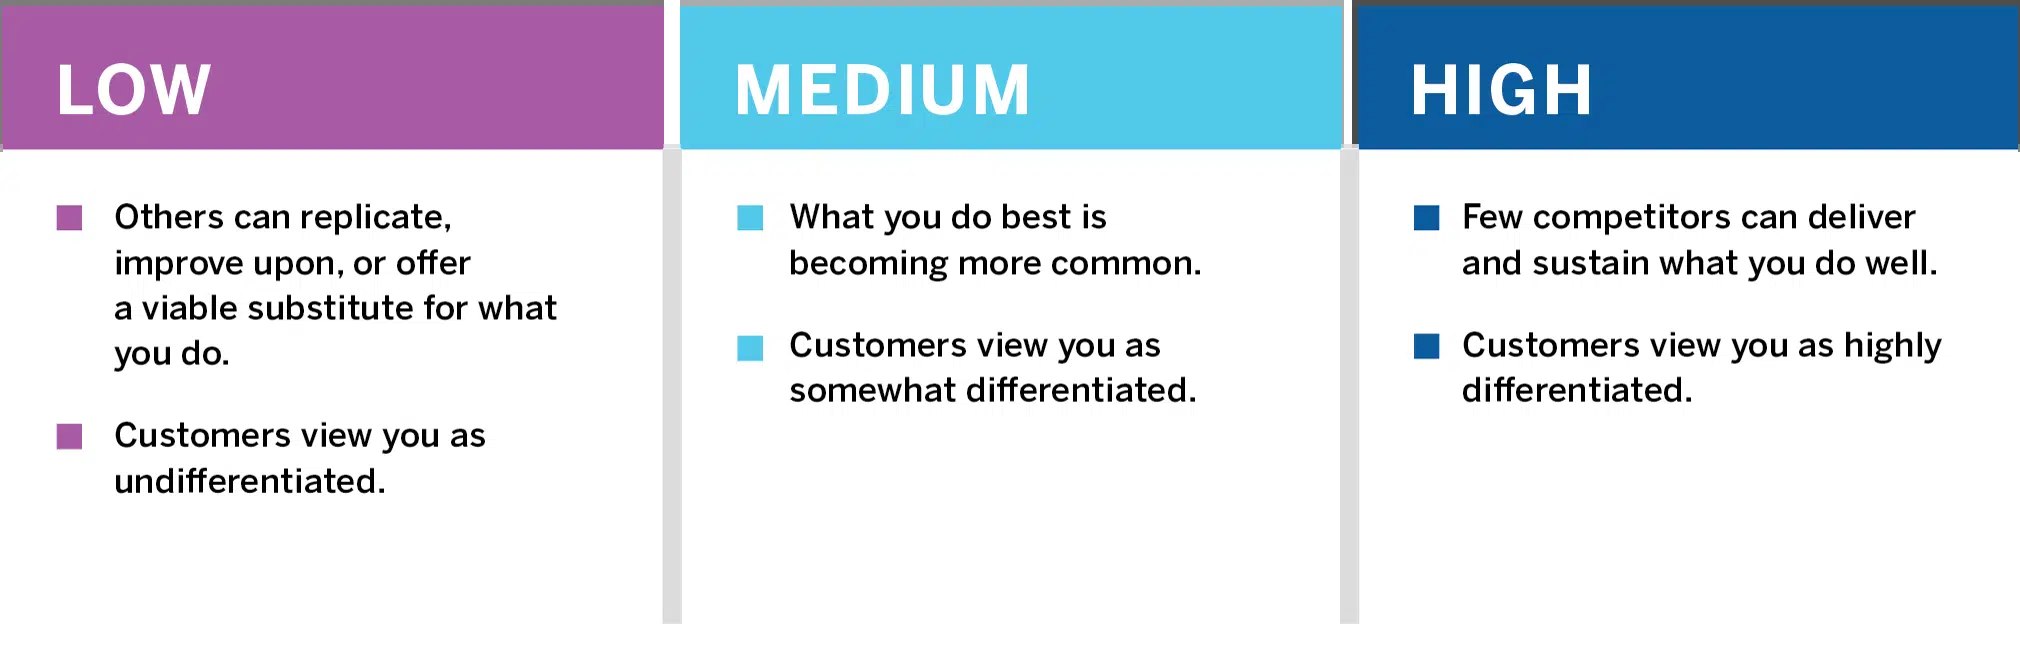 LOW
Others can replicate,
improve upon, or offer
a viable substitute for what
you do.
Customers view you as
undifferentiated.
MEDIUM
What you do best is
becoming more common.
Customers view you as
somewhat differentiated.
HIGH
Few competitors can deliver
and sustain what you do well.
Customers view you as highly
differentiated.